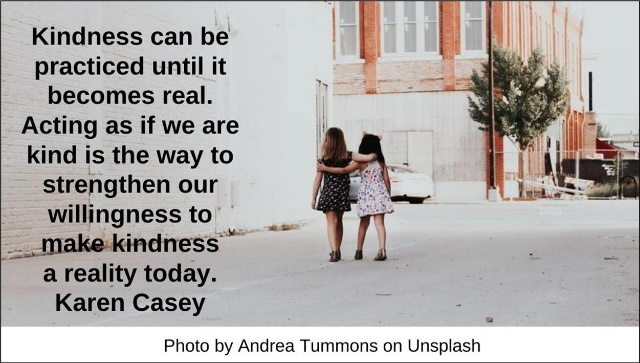 Kindness can be
practiced until it
becomes real.
Acting as if we are
kind is the way to
strengthen our
willingness to
make kindness
a reality today.
Karen Casey
Photo by Andrea Tummons on Unsplash